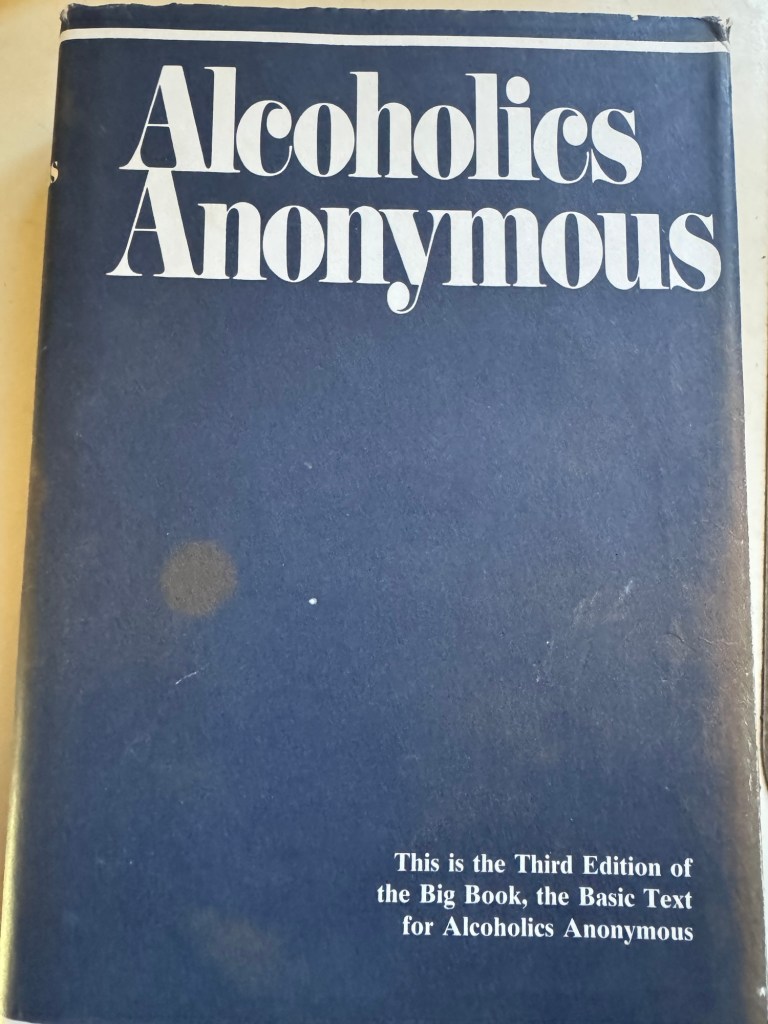 Alcoholics
Anonymous
s
This is the Third Edition of
the Big Book, the Basic Text
for Alcoholics Anonymous